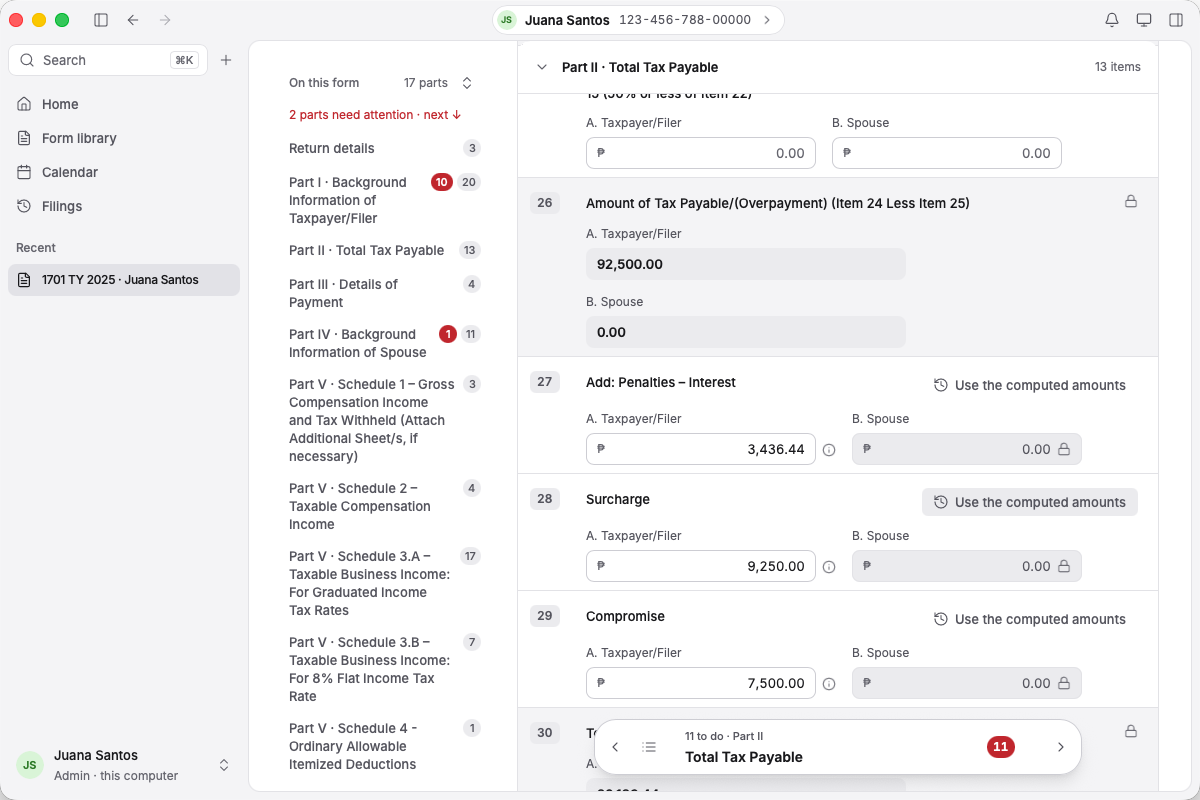 JS Juana Santos 123-456-788-00000
Search ⌘K
Home
Form library
Calendar
Filings
Recent
1701 TY 2025 · Juana Santos
JS Juana Santos
Admin · this computer
On this form 17 parts
2 parts need attention · next ↓
Return details 3
Part I · Background 10 20
Information of
Taxpayer/Filer
Part II · Total Tax Payable 13
Part III · Details of 4
Payment
Part IV · Background 1 11
Information of Spouse
Part V · Schedule 1 – Gross 3
Compensation Income
and Tax Withheld (Attach
Additional Sheet/s, if
necessary)
Part V · Schedule 2 – 4
Taxable Compensation
Income
Part V · Schedule 3.A – 17
Taxable Business Income:
For Graduated Income
Tax Rates
Part V · Schedule 3.B – 7
Taxable Business Income:
For 8% Flat Income Tax
Rate
Part V · Schedule 4 - 1
Ordinary Allowable
Itemized Deductions
Part II · Total Tax Payable 13 items
(50% or less of Item 22)
A. Taxpayer/Filer B. Spouse
₱ 0.00 ₱ 0.00
26 Amount of Tax Payable/(Overpayment) (Item 24 Less Item 25)
A. Taxpayer/Filer
92,500.00
B. Spouse
0.00
27 Add: Penalties – Interest Use the computed amounts
A. Taxpayer/Filer B. Spouse
₱ 3,436.44 ₱ 0.00
28 Surcharge Use the computed amounts
A. Taxpayer/Filer B. Spouse
₱ 9,250.00 ₱ 0.00
29 Compromise Use the computed amounts
A. Taxpayer/Filer B. Spouse
₱ 7,500.00 ₱ 0.00
30
A.
11 to do · Part II
Total Tax Payable 11